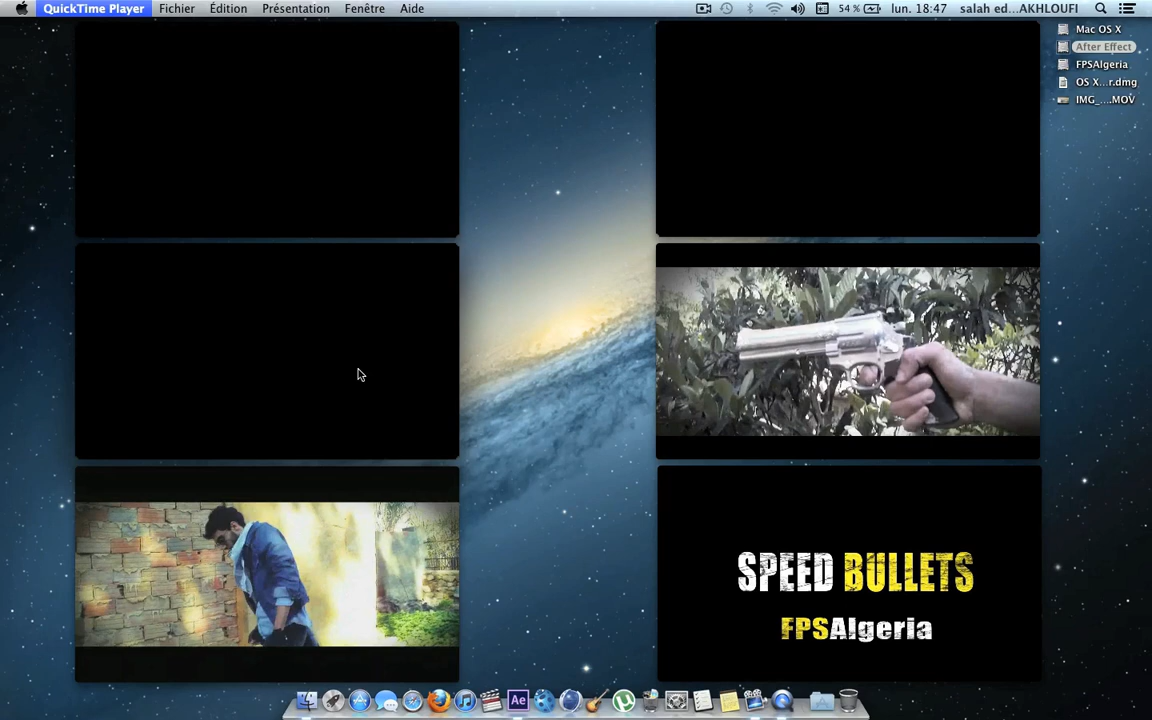 QuickTime Player Fichier Édition Présentation Fenêtre Aide 54 % lun. 18:47 salah ed...AKHLOUFI
Mac OS X
After Effect
FPSAlgeria
OS X...r.dmg
IMG_....MOV
SPEED BULLETS
FPSAlgeria
Ae